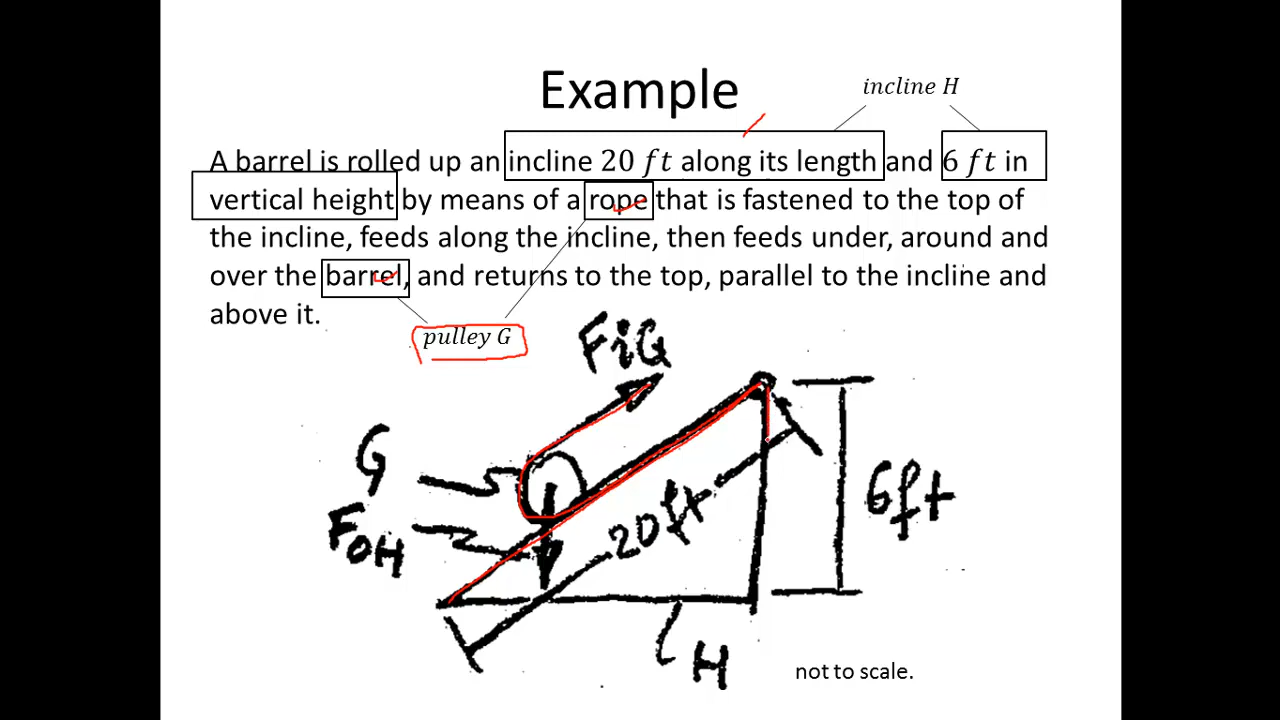 Example
incline H
A barrel is rolled up an incline 20 ft along its length and 6 ft in
vertical height by means of a rope that is fastened to the top of
the incline, feeds along the incline, then feeds under, around and
over the barrel, and returns to the top, parallel to the incline and
above it.
pulley G
FiG
G
FOH
20ft
6ft
H
not to scale.